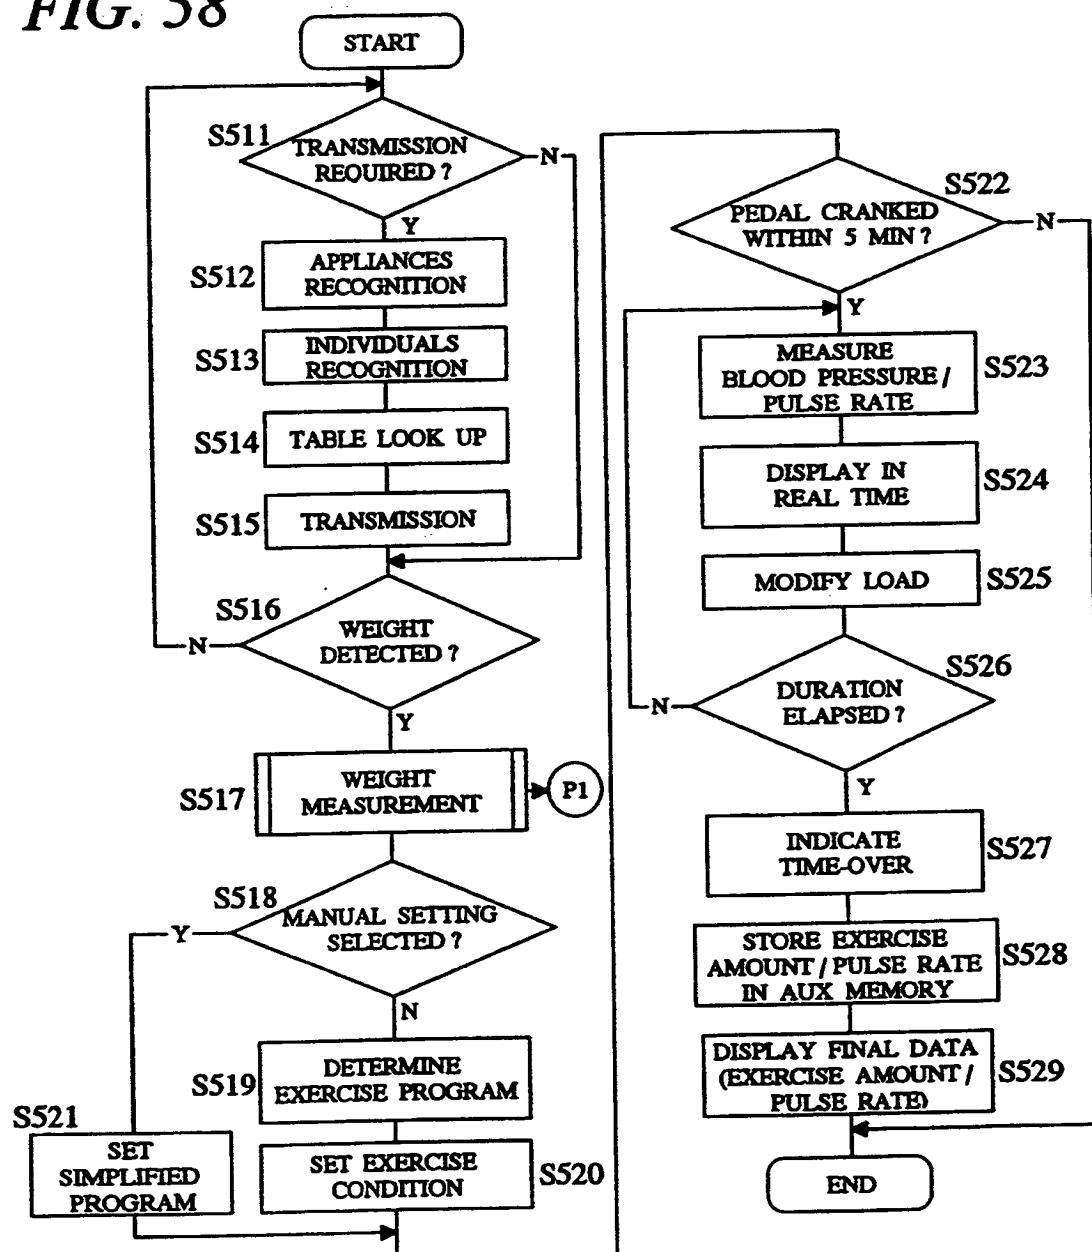 FIG. 58
START
S511
TRANSMISSION
REQUIRED ?
N
Y
S512
APPLIANCES
RECOGNITION
S513
INDIVIDUALS
RECOGNITION
S514
TABLE LOOK UP
S515
TRANSMISSION
S516
WEIGHT
DETECTED ?
N
Y
S517
WEIGHT
MEASUREMENT
P1
S518
MANUAL SETTING
SELECTED ?
Y
N
S519
DETERMINE
EXERCISE PROGRAM
S521
SET
SIMPLIFIED
PROGRAM
SET EXERCISE
CONDITION
S520
S522
PEDAL CRANKED
WITHIN 5 MIN ?
N
Y
MEASURE
BLOOD PRESSURE /
PULSE RATE
S523
DISPLAY IN
REAL TIME
S524
MODIFY LOAD
S525
S526
DURATION
ELAPSED ?
N
Y
INDICATE
TIME-OVER
S527
STORE EXERCISE
AMOUNT / PULSE RATE
IN AUX MEMORY
S528
DISPLAY FINAL DATA
(EXERCISE AMOUNT /
PULSE RATE)
S529
END